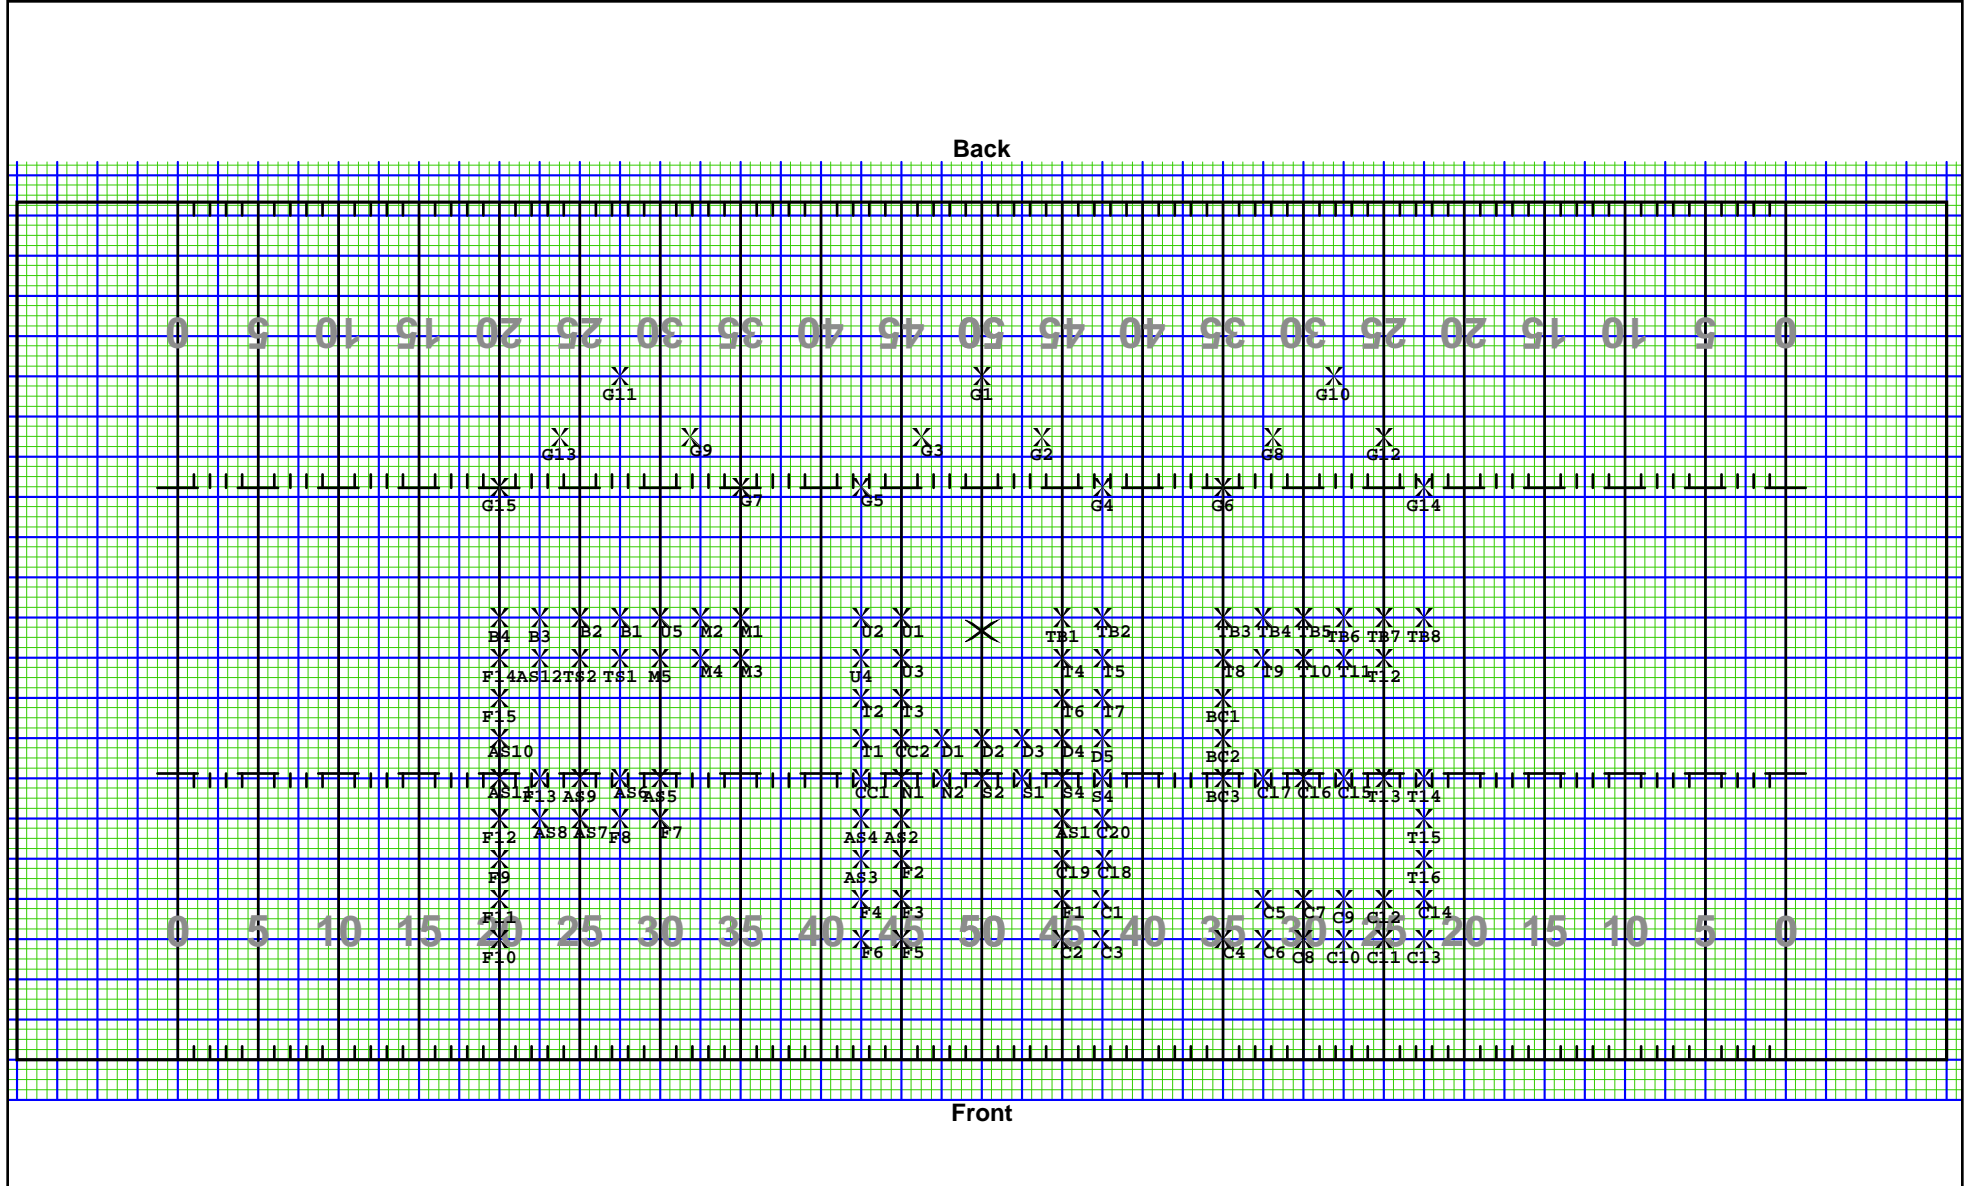 Back
0 5 10 15 20 25 30 35 40 45 50 45 40 35 30 25 20 15 10 5 0
G11 G1 G10
G13 G9 G3 G2 G8 G12
G15 G7 G5 G4 G6 G14
B4 B3 B2 B1 U5 M2 M1 U2 U1 TB1 TB2 TB3 TB4 TB5 TB6 TB7 TB8
F14 AS12 TS2 TS1 M5 M4 M3 U4 U3 T4 T5 T8 T9 T10 T11 T12
F15 T2 T3 T6 T7 BC1
AS10 T1 CC2 D1 D2 D3 D4 D5 BC2
AS11 F13 AS9 AS6 AS5 CC1 N1 N2 S2 S1 S4 S4 BC3 C17 C16 C15 T13 T14
F12 AS8 AS7 F8 F7 AS4 AS2 AS1 C20 T15
F9 AS3 F2 C19 C18 T16
F11 F4 F3 F1 C1 C5 C7 C9 C12 C14
0 5 10 15 20 25 30 35 40 45 50 45 40 35 30 25 20 15 10 5 0
F10 F6 F5 C2 C3 C4 C6 C8 C10 C11 C13
Front